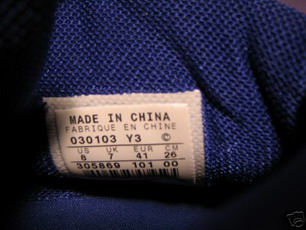 MADE IN CHINA
FABRIQUE EN CHINE
030103 Y3 ©
US UK EUR CM
8 7 41 26
305869 101 00